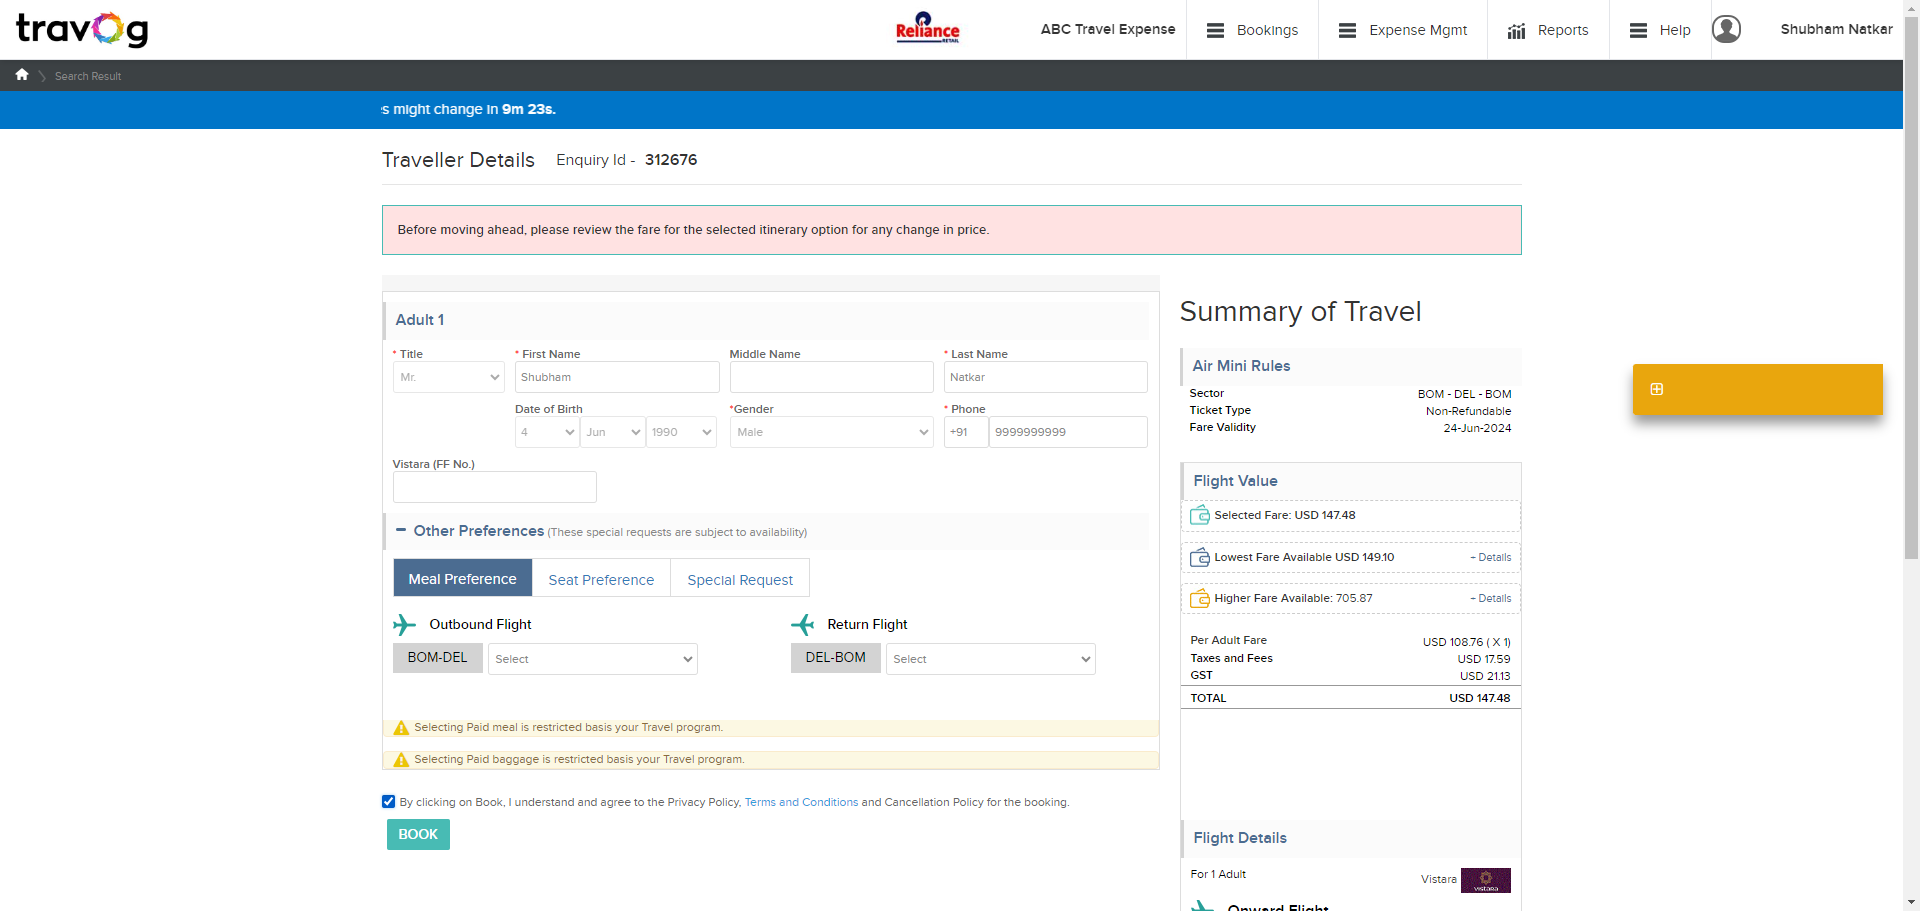 travog
Reliance
RETAIL
ABC Travel Expense
Bookings
Expense Mgmt
Reports
Help
Shubham Natkar
Search Result
s might change in 9m 23s.
Traveller Details Enquiry Id - 312676
Before moving ahead, please review the fare for the selected itinerary option for any change in price.
Adult 1
* Title * First Name Middle Name * Last Name
Mr. Shubham Natkar
Date of Birth *Gender * Phone
4 Jun 1990 Male +91 9999999999
Vistara (FF No.)
Other Preferences (These special requests are subject to availability)
Meal Preference Seat Preference Special Request
Outbound Flight Return Flight
BOM-DEL Select DEL-BOM Select
Selecting Paid meal is restricted basis your Travel program.
Selecting Paid baggage is restricted basis your Travel program.
By clicking on Book, I understand and agree to the Privacy Policy, Terms and Conditions and Cancellation Policy for the booking.
BOOK
Summary of Travel
Air Mini Rules
Sector BOM - DEL - BOM
Ticket Type Non-Refundable
Fare Validity 24-Jun-2024
Flight Value
Selected Fare: USD 147.48
Lowest Fare Available USD 149.10 + Details
Higher Fare Available: 705.87 + Details
Per Adult Fare USD 108.76 ( X 1)
Taxes and Fees USD 17.59
GST USD 21.13
TOTAL USD 147.48
Flight Details
For 1 Adult Vistara vistara
Onward Flight